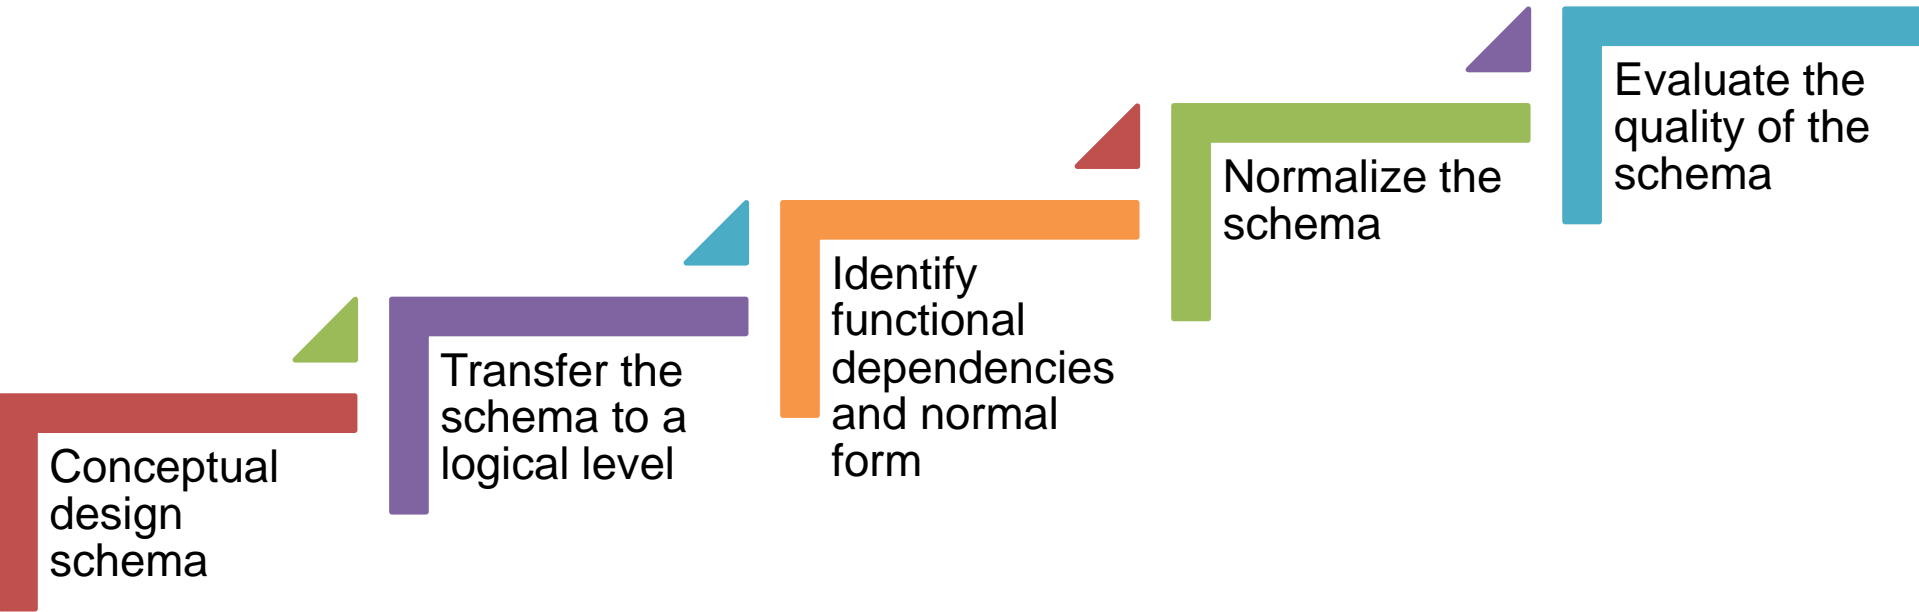 Conceptual
design
schema
Transfer the
schema to a
logical level
Identify
functional
dependencies
and normal
form
Normalize the
schema
Evaluate the
quality of the
schema